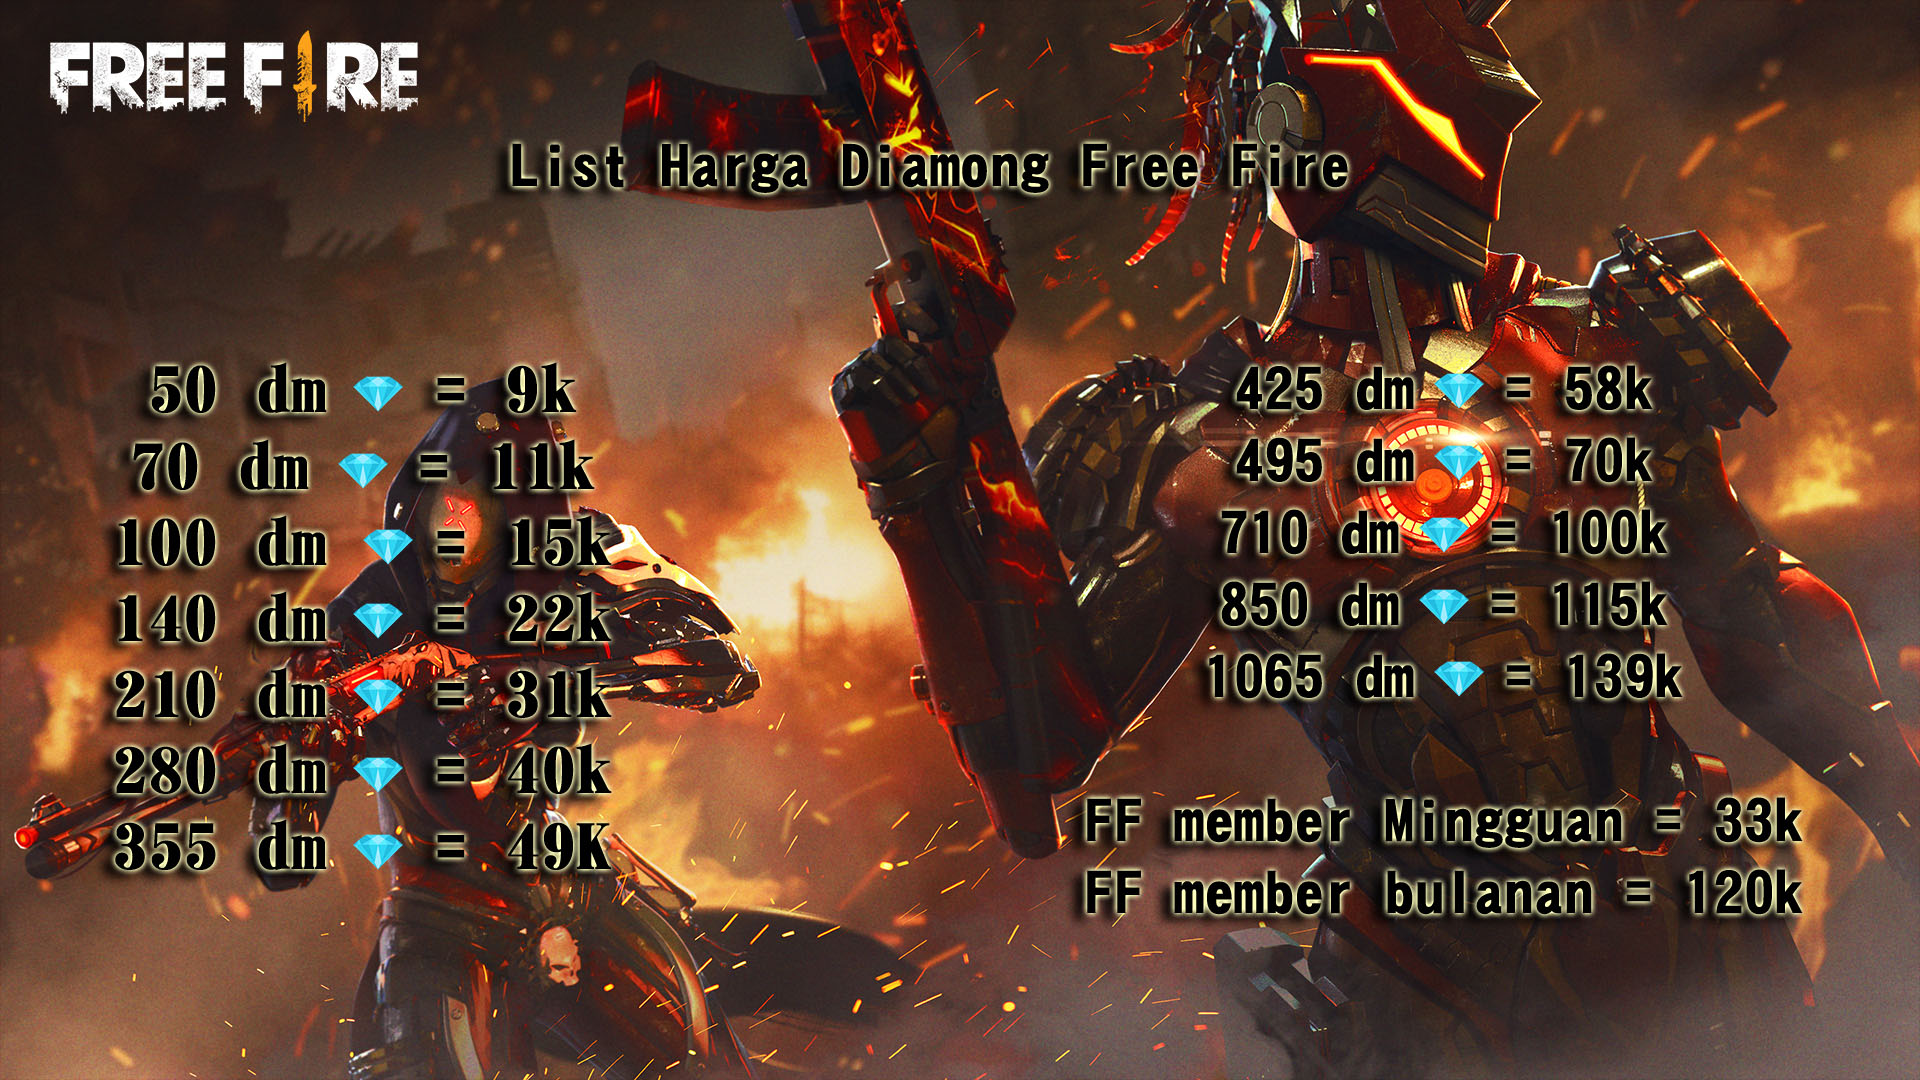 FREE FIRE
List Harga Diamong Free Fire
50 dm 💎 = 9k
70 dm 💎 = 11k
100 dm 💎 = 15k
140 dm 💎 = 22k
210 dm 💎 = 31k
280 dm 💎 = 40k
355 dm 💎 = 49K
425 dm 💎 = 58k
495 dm 💎 = 70k
710 dm 💎 = 100k
850 dm 💎 = 115k
1065 dm 💎 = 139k
FF member Mingguan = 33k
FF member bulanan = 120k